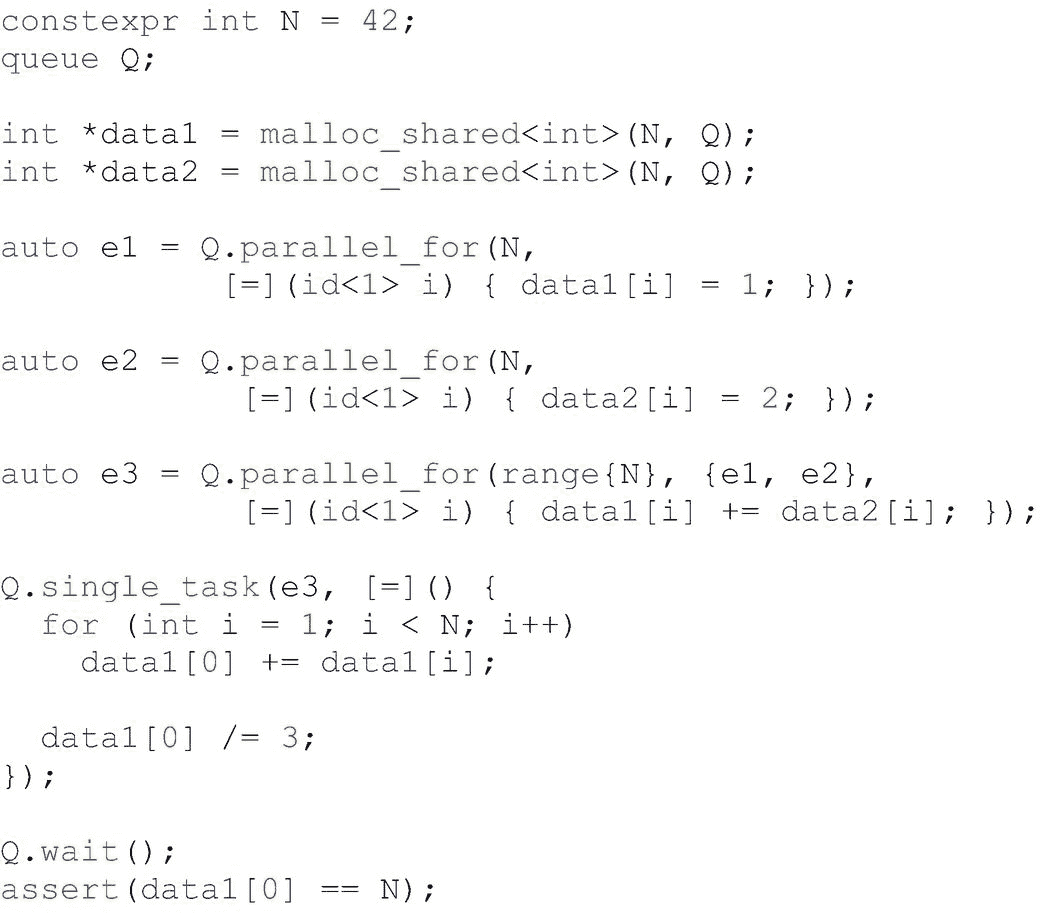 constexpr int N = 42;
queue Q;

int *data1 = malloc_shared<int>(N, Q);
int *data2 = malloc_shared<int>(N, Q);

auto e1 = Q.parallel_for(N,
           [=](id<1> i) { data1[i] = 1; });

auto e2 = Q.parallel_for(N,
            [=](id<1> i) { data2[i] = 2; });

auto e3 = Q.parallel_for(range{N}, {e1, e2},
            [=](id<1> i) { data1[i] += data2[i]; });

Q.single_task(e3, [=]() {
  for (int i = 1; i < N; i++)
    data1[0] += data1[i];

  data1[0] /= 3;
});

Q.wait();
assert(data1[0] == N);